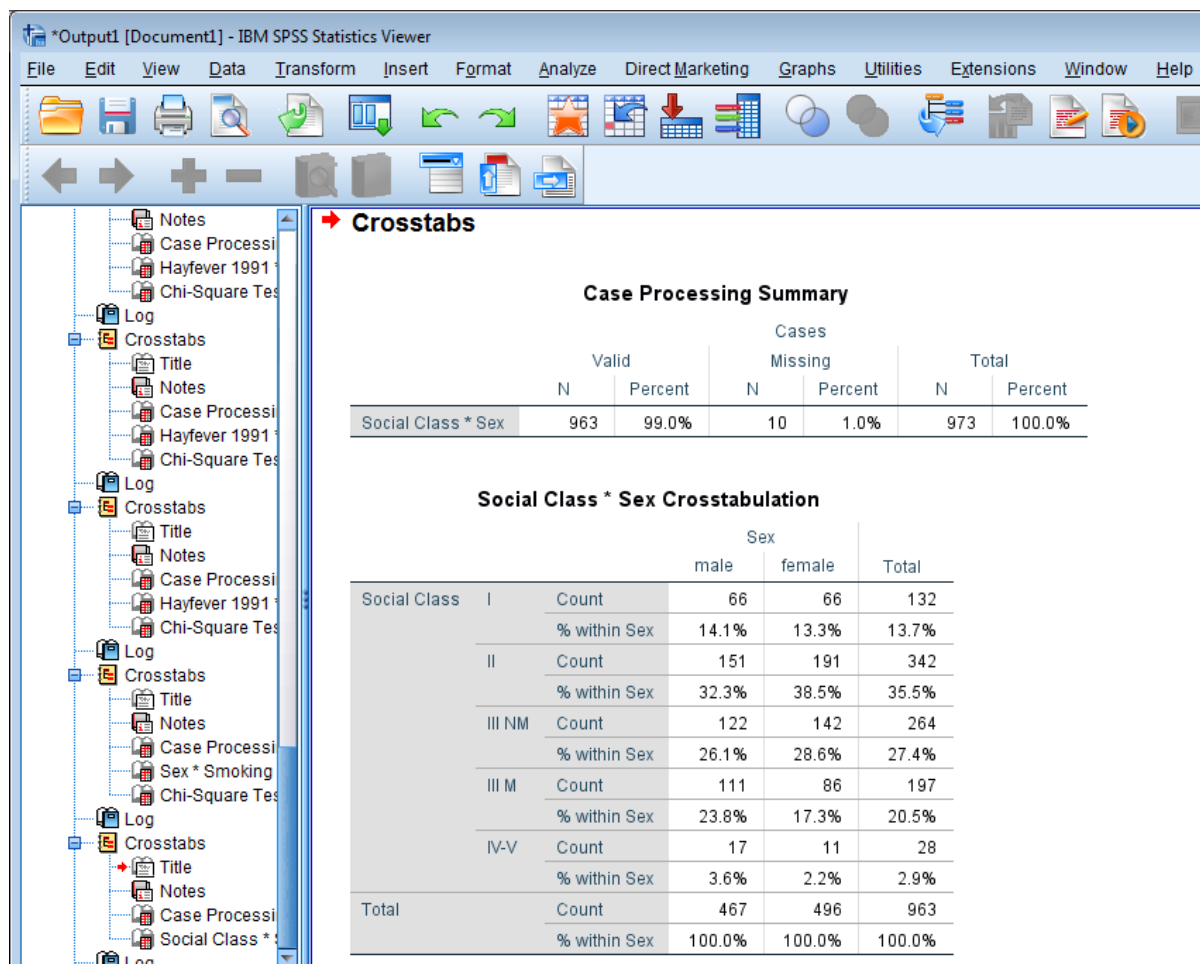 *Output1 [Document1] - IBM SPSS Statistics Viewer
File Edit View Data Transform Insert Format Analyze Direct Marketing Graphs Utilities Extensions Window Help
Notes
Case Processi
Hayfever 1991 *
Chi-Square Tes
Log
Crosstabs
Title
Notes
Case Processi
Hayfever 1991 *
Chi-Square Tes
Log
Crosstabs
Title
Notes
Case Processi
Hayfever 1991 *
Chi-Square Tes
Log
Crosstabs
Title
Notes
Case Processi
Sex * Smoking
Chi-Square Tes
Log
Crosstabs
Title
Notes
Case Processi
Social Class * S
Log
Crosstabs
Case Processing Summary
Cases
Valid Missing Total
N Percent N Percent N Percent
Social Class * Sex 963 99.0% 10 1.0% 973 100.0%
Social Class * Sex Crosstabulation
Sex
male female Total
Social Class I Count 66 66 132
% within Sex 14.1% 13.3% 13.7%
II Count 151 191 342
% within Sex 32.3% 38.5% 35.5%
III NM Count 122 142 264
% within Sex 26.1% 28.6% 27.4%
III M Count 111 86 197
% within Sex 23.8% 17.3% 20.5%
IV-V Count 17 11 28
% within Sex 3.6% 2.2% 2.9%
Total Count 467 496 963
% within Sex 100.0% 100.0% 100.0%